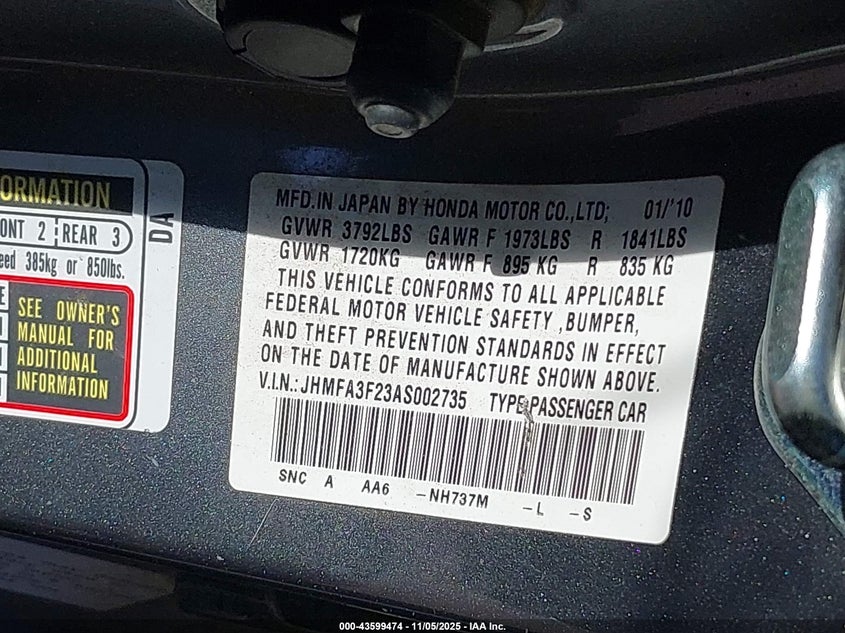 ORMATION
ONT 2 REAR 3
eed 385kg or 850lbs.
SEE OWNER'S
MANUAL FOR
ADDITIONAL
INFORMATION
DA
MFD.IN JAPAN BY HONDA MOTOR CO.,LTD; 01/'10
GVWR 3792LBS GAWR F 1973LBS R 1841LBS
GVWR 1720KG GAWR F 895 KG R 835 KG
THIS VEHICLE CONFORMS TO ALL APPLICABLE
FEDERAL MOTOR VEHICLE SAFETY ,BUMPER,
AND THEFT PREVENTION STANDARDS IN EFFECT
ON THE DATE OF MANUFACTURE SHOWN ABOVE.
V.I.N.: JHMFA3F23AS002735 TYPE:PASSENGER CAR
SNC A AA6 -NH737M -L -S
000-43599474 - 11/05/2025 - IAA Inc.